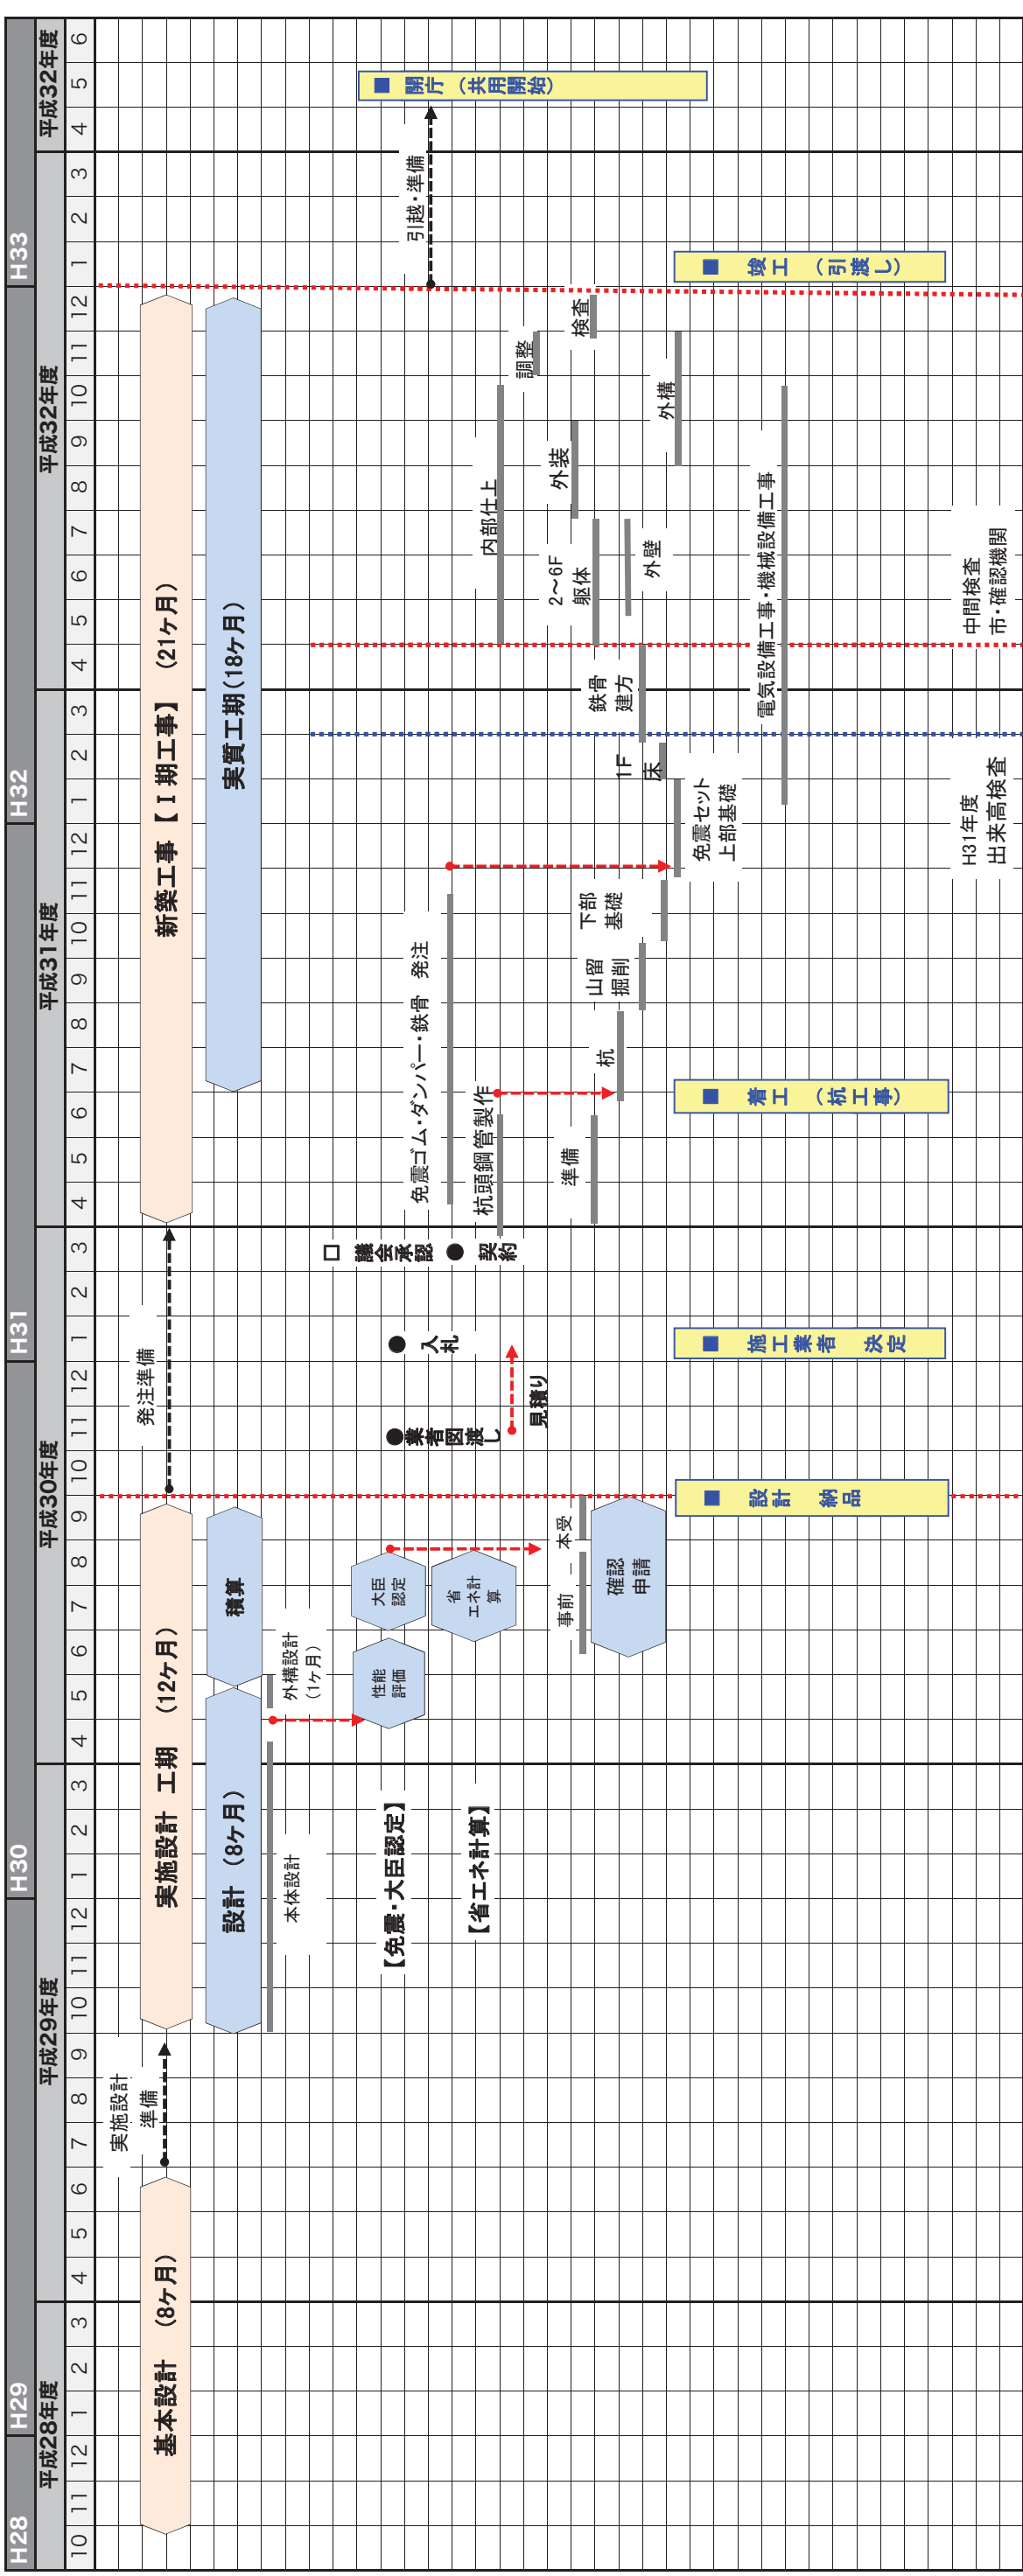 H28
H29
H30
H31
H32
H33
平成28年度
平成29年度
平成30年度
平成31年度
平成32年度
平成32年度
10 11 12 1 2 3 4 5 6 7 8 9 10 11 12 1 2 3 4 5 6 7 8 9 10 11 12 1 2 3 4 5 6 7 8 9 10 11 12 1 2 3 4 5 6 7 8 9 10 11 12 1 2 3 4 5 6
実施設計
準備
発注準備
基本設計 (8ヶ月)
実施設計 工期 (12ヶ月)
新築工事【Ⅰ期工事】 (21ヶ月)
設計 (8ヶ月)
積算
実質工期(18ヶ月)
本体設計
外構設計
(1ヶ月)
□ 議会承認 ● 契約
【免震・大臣認定】
性能
評価
大臣
認定
●業者図渡し
● 入札
免震ゴム・ダンパー・鉄骨 発注
引越・準備
■ 開庁 (共用開始)
【省エネ計算】
省
エネ計
算
見積り
杭頭鋼管製作
内部仕上
調整
事前
本受
準備
2～6F
躯体
外装
検査
確認
申請
杭
山留
掘削
下部
基礎
1F
床
鉄骨
建方
外壁
外構
免震セット
上部基礎
■ 設計 納品
■ 施工業者 決定
■ 着工 (杭工事)
■ 竣工 (引渡し)
電気設備工事・機械設備工事
H31年度
出来高検査
中間検査
市・確認機関